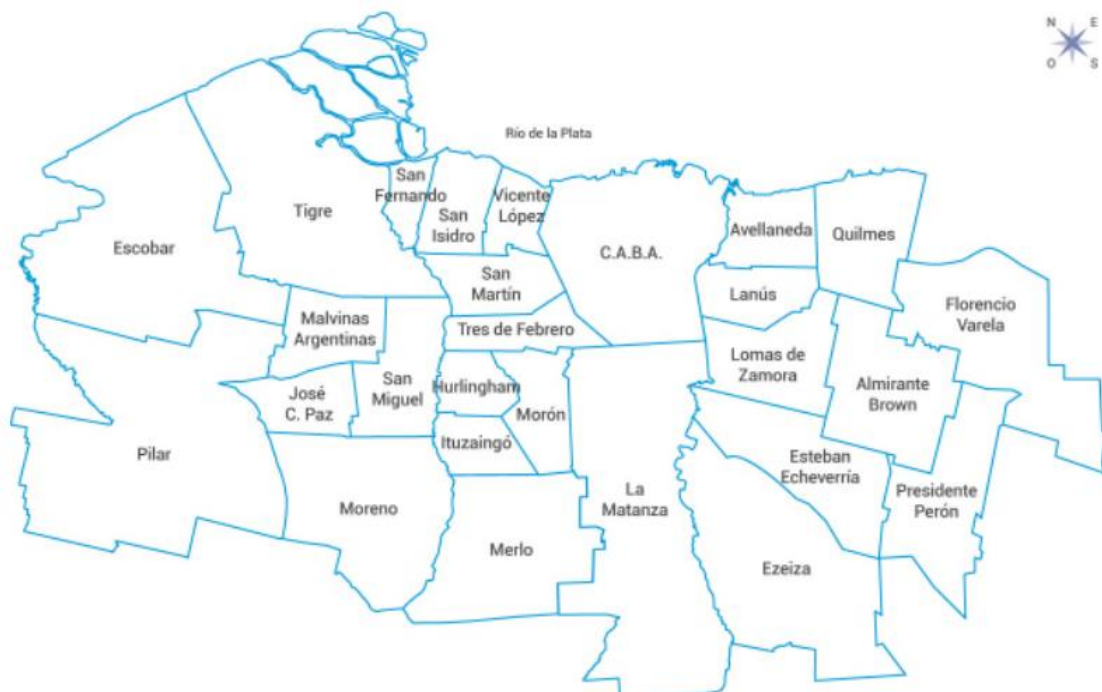 N E
O S
Río de la Plata
San
Fernando
Vicente
López
Tigre
San
Isidro
Avellaneda
Quilmes
Escobar
C.A.B.A.
San
Martín
Lanús
Florencio
Varela
Malvinas
Argentinas
Tres de Febrero
Lomas de
Zamora
José
C. Paz
San
Miguel
Hurlingham
Morón
Almirante
Brown
Pilar
Ituzaingó
Esteban
Echeverría
Moreno
La
Matanza
Presidente
Perón
Merlo
Ezeiza